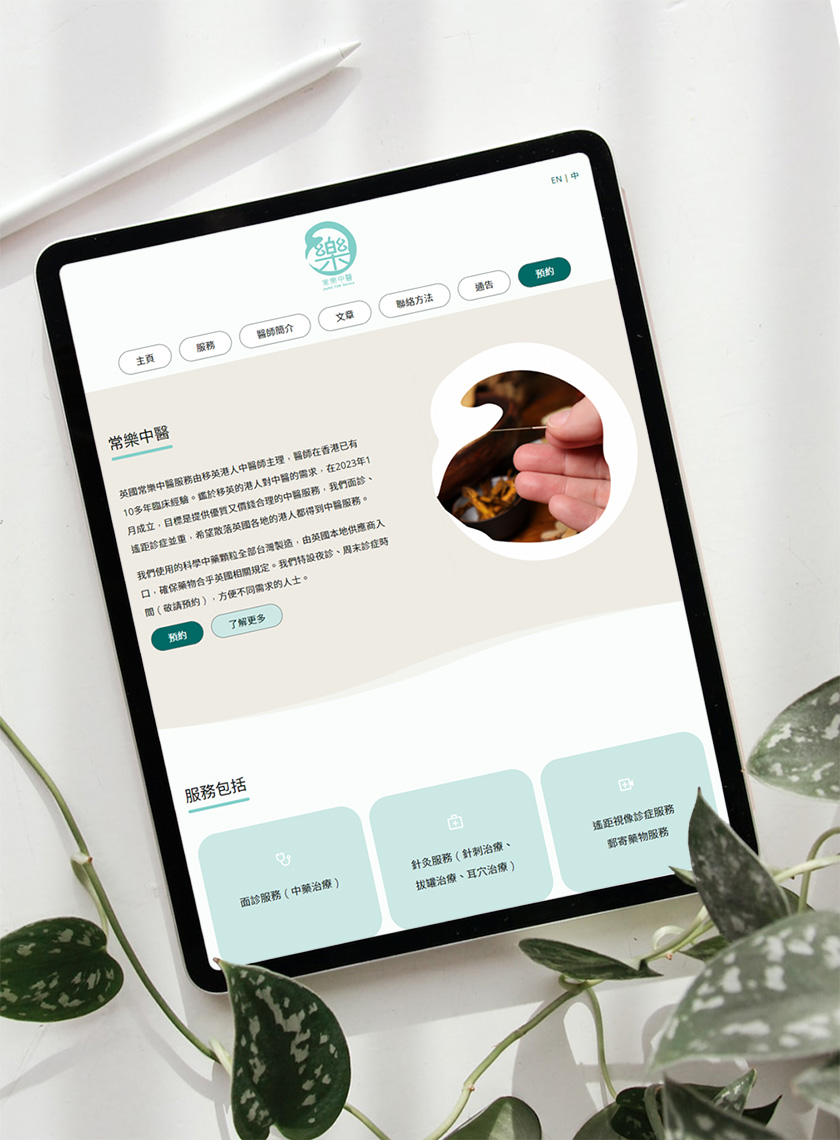 EN | 中
樂
常樂中醫
主頁
服務
醫師簡介
文章
聯絡方法
通告
預約
常樂中醫
英國常樂中醫服務由移英港人中醫師主理，醫師在香港已有
10多年臨床經驗。鑑於移英的港人對中醫的需求，在2023年1
月成立，目標是提供優質又價錢合理的中醫服務，我們面診、
遙距診症並重，希望散落英國各地的港人都得到中醫服務。
我們使用的科學中藥顆粒全部台灣製造，由英國本地供應商入
口，確保藥物合乎英國相關規定。我們特設夜診、周末診症時
間（敬請預約），方便不同需求的人士。
預約
了解更多
服務包括
面診服務（中藥治療）
針灸服務（針刺治療、
拔罐治療、耳穴治療）
遙距視像診症服務
郵寄藥物服務